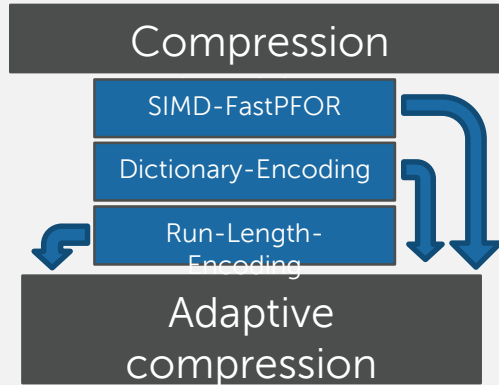 Compression
SIMD-FastPFOR
Dictionary-Encoding
Run-Length-
Encoding
Adaptive
compression